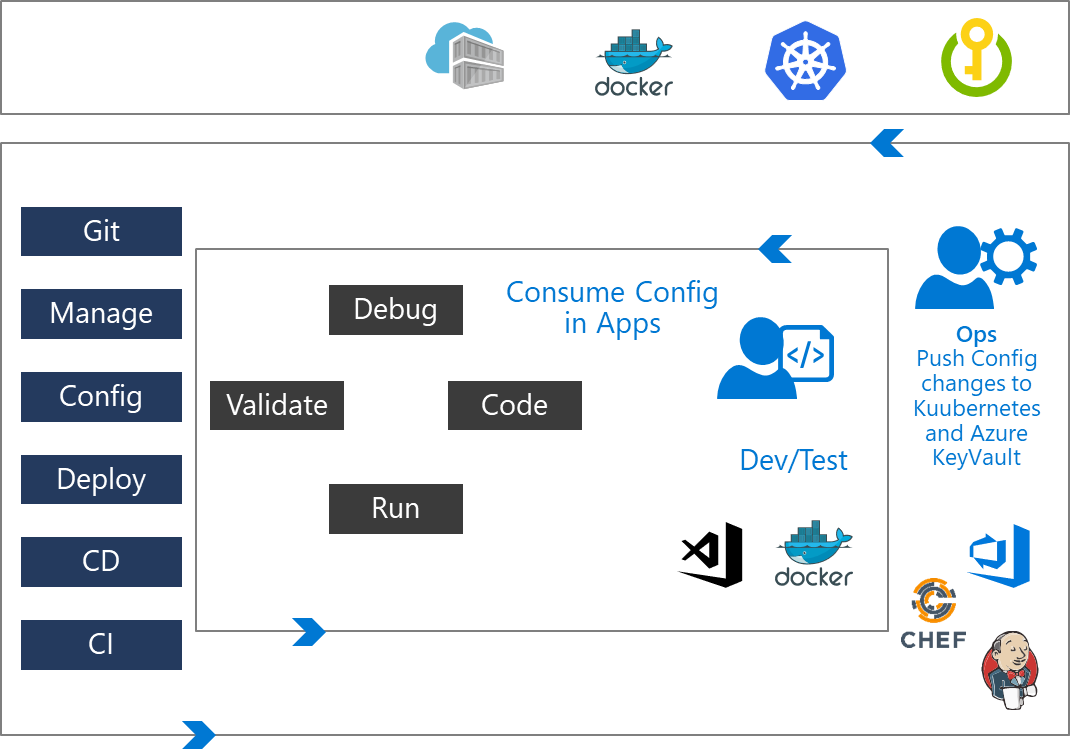 docker
Git
Manage
Config
Deploy
CD
CI
Debug
Validate
Code
Run
Consume Config
in Apps
</>
Dev/Test
docker
Ops
Push Config
changes to
Kuubernetes
and Azure
KeyVault
CHEF